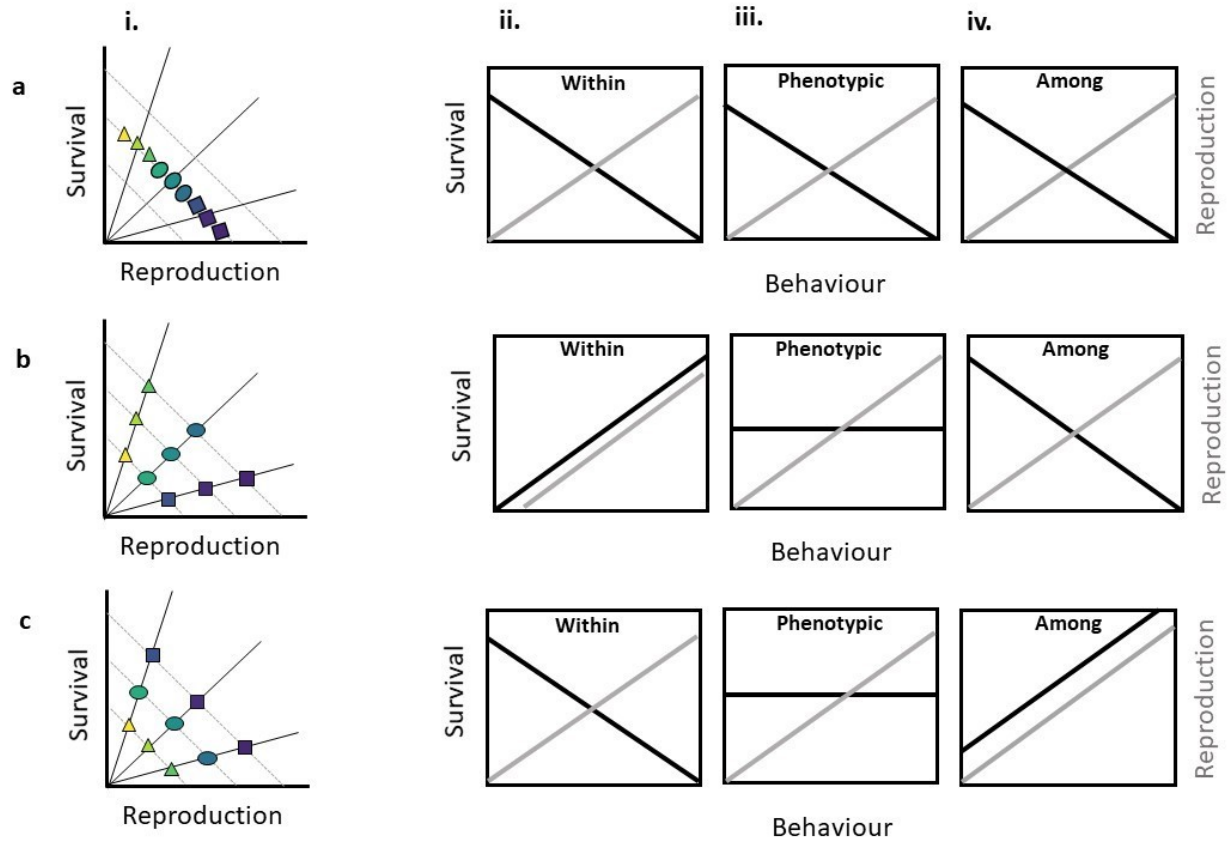 i.
ii.
iii.
iv.
a
Survival
Reproduction
Survival
Within
Phenotypic
Among
Reproduction
Behaviour
b
Survival
Reproduction
Survival
Within
Phenotypic
Among
Reproduction
Behaviour
c
Survival
Reproduction
Survival
Within
Phenotypic
Among
Reproduction
Behaviour